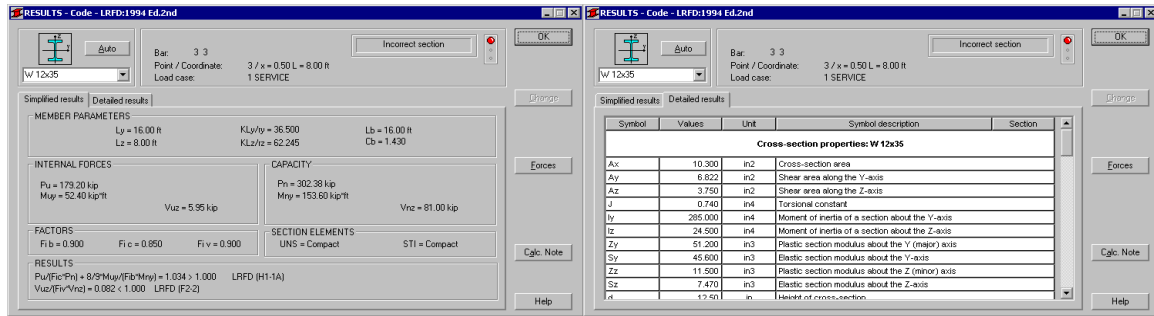 RESULTS - Code - LRFD:1994 Ed.2nd
z
y
Auto
W 12x35
Bar: 3 3
Point / Coordinate: 3 / x = 0.50 L = 8.00 ft
Load case: 1 SERVICE
Incorrect section
OK
Change
Forces
Calc. Note
Help
Simplified results Detailed results
MEMBER PARAMETERS
Ly = 16.00 ft KLy/ry = 36.500 Lb = 16.00 ft
Lz = 8.00 ft KLz/rz = 62.245 Cb = 1.430
INTERNAL FORCES
Pu = 179.20 kip
Muy = 52.40 kip*ft
Vuz = 5.95 kip
CAPACITY
Pn = 302.38 kip
Mny = 153.60 kip*ft
Vnz = 81.00 kip
FACTORS
Fi b = 0.900 Fi c = 0.850 Fi v = 0.900
SECTION ELEMENTS
UNS = Compact STI = Compact
RESULTS
Pu/(Fic*Pn) + 8/9*Muy/(Fib*Mny) = 1.034 > 1.000 LRFD (H1-1A)
Vuz/(Fiv*Vnz) = 0.082 < 1.000 LRFD (F2-2)
RESULTS - Code - LRFD:1994 Ed.2nd
z
y
Auto
W 12x35
Bar: 3 3
Point / Coordinate: 3 / x = 0.50 L = 8.00 ft
Load case: 1 SERVICE
Incorrect section
OK
Change
Forces
Calc. Note
Help
Simplified results Detailed results
Symbol Values Unit Symbol description Section
Cross-section properties: W 12x35
Ax 10.300 in2 Cross-section area
Ay 6.822 in2 Shear area along the Y-axis
Az 3.750 in2 Shear area along the Z-axis
J 0.740 in4 Torsional constant
Iy 285.000 in4 Moment of inertia of a section about the Y-axis
Iz 24.500 in4 Moment of inertia of a section about the Z-axis
Zy 51.200 in3 Plastic section modulus about the Y (major) axis
Sy 45.600 in3 Elastic section modulus about the Y-axis
Zz 11.500 in3 Plastic section modulus about the Z (minor) axis
Sz 7.470 in3 Elastic section modulus about the Z-axis
d 12.50 in Height of cross-section